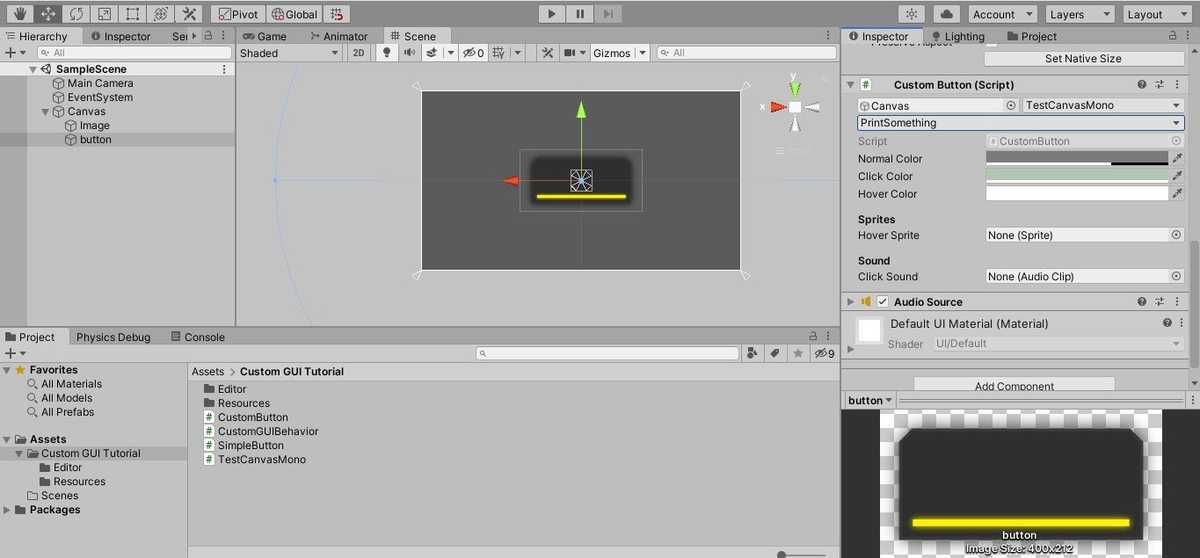 Pivot Global Account Layers Layout
Hierarchy Inspector Se Game Animator Scene Inspector Lighting Project
All Shaded 2D 0 Gizmos All
Set Native Size
SampleScene
Main Camera
EventSystem
Canvas
Image
button
y
x
Custom Button (Script)
Canvas TestCanvasMono
PrintSomething
Script CustomButton
Normal Color
Click Color
Hover Color
Sprites
Hover Sprite None (Sprite)
Sound
Click Sound None (Audio Clip)
Audio Source
Default UI Material (Material)
Shader UI/Default
Add Component
Project Physics Debug Console
9
Favorites
All Materials
All Models
All Prefabs
Assets
Custom GUI Tutorial
Editor
Resources
Scenes
Packages
Assets > Custom GUI Tutorial
Editor
Resources
CustomButton
CustomGUIBehavior
SimpleButton
TestCanvasMono
button
button
Image Size: 400x212